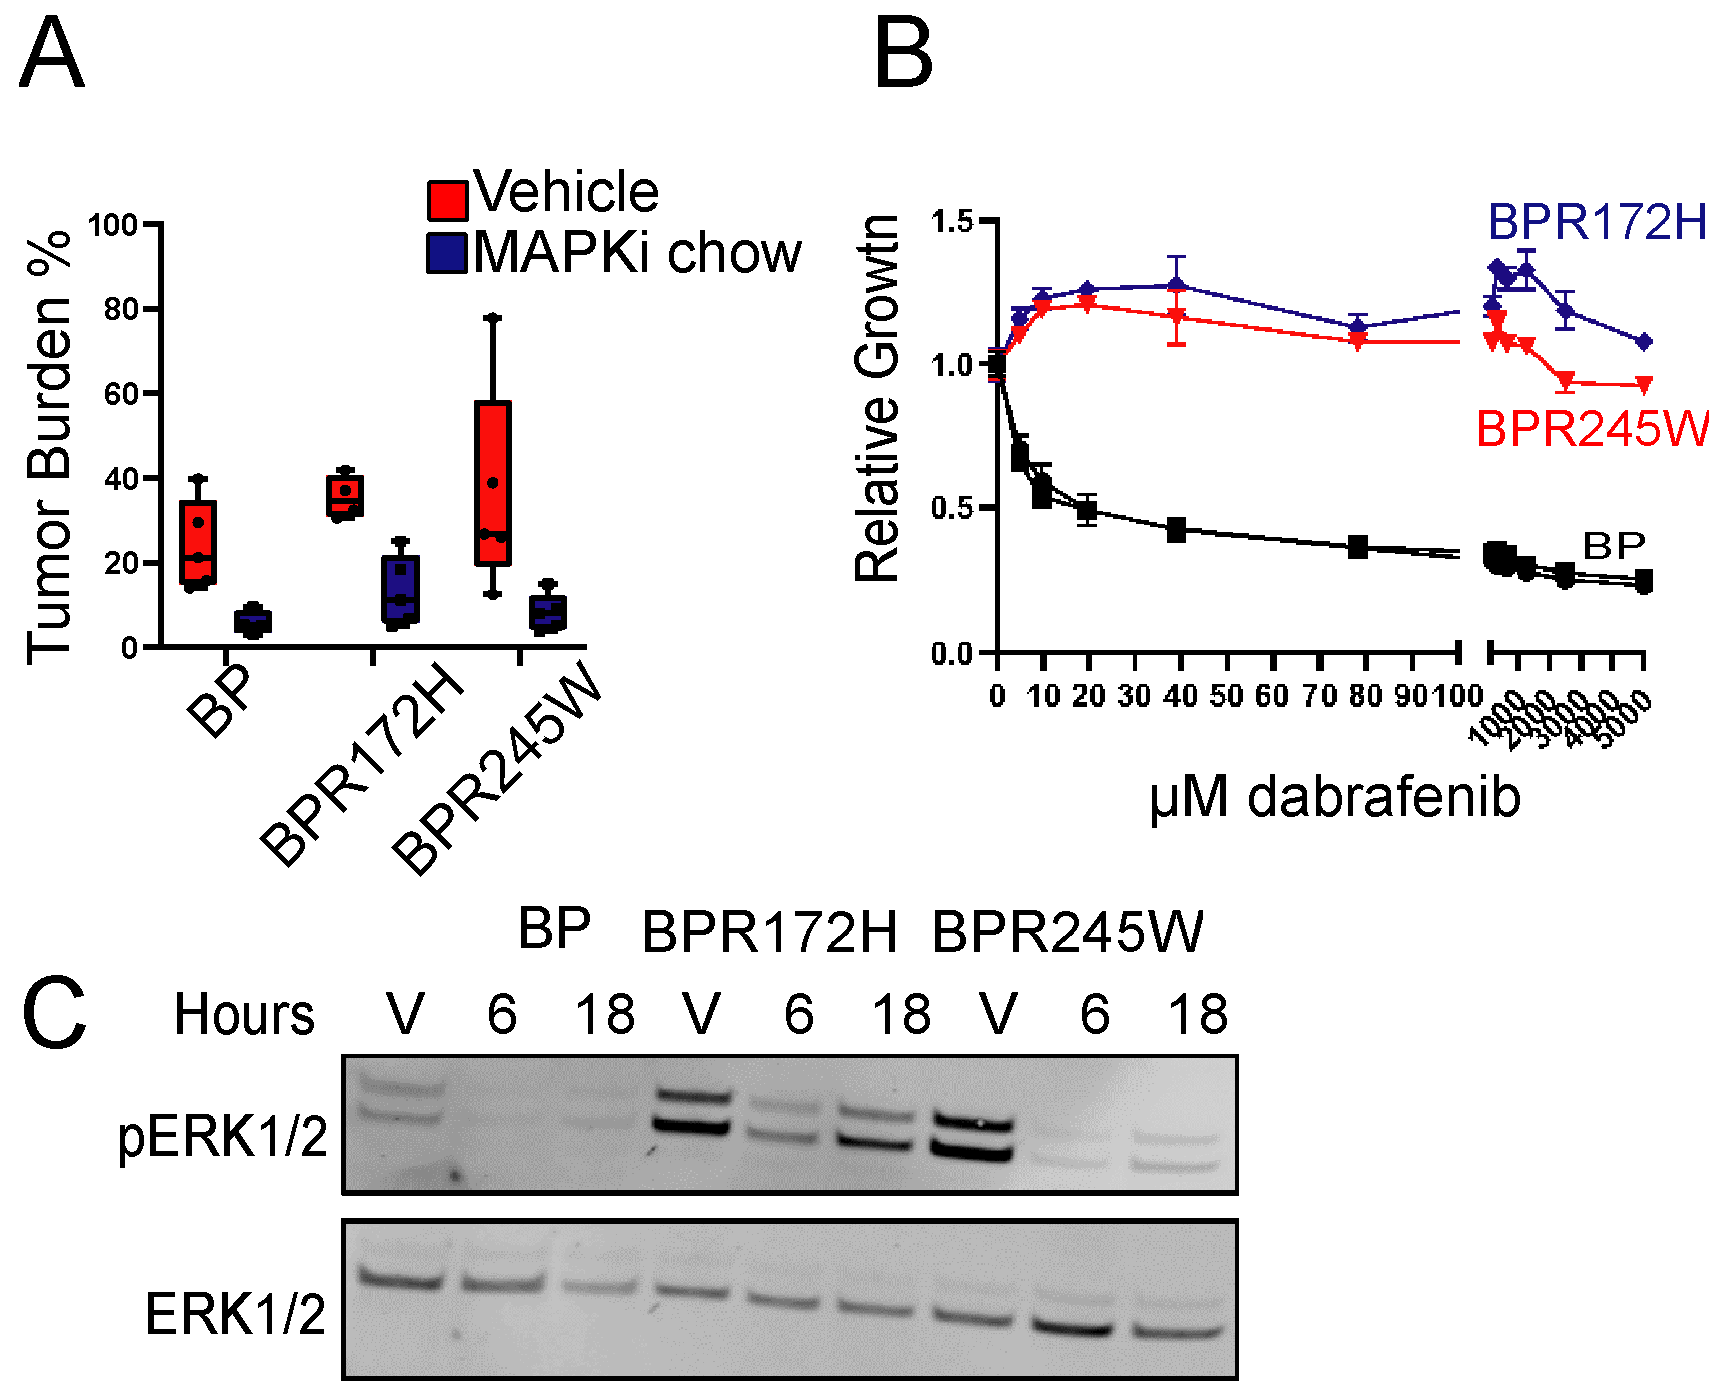 A
Vehicle
MAPKi chow
Tumor Burden %
100
80
60
40
20
0
BP
BPR172H
BPR245W
B
Relative Growtn
1.5
1.0
0.5
0.0
BPR172H
BPR245W
BP
0 10 20 30 40 50 60 70 80 90 100
1000 2000 3000 4000 5000
µM dabrafenib
C
BP BPR172H BPR245W
Hours V 6 18 V 6 18 V 6 18
pERK1/2
ERK1/2